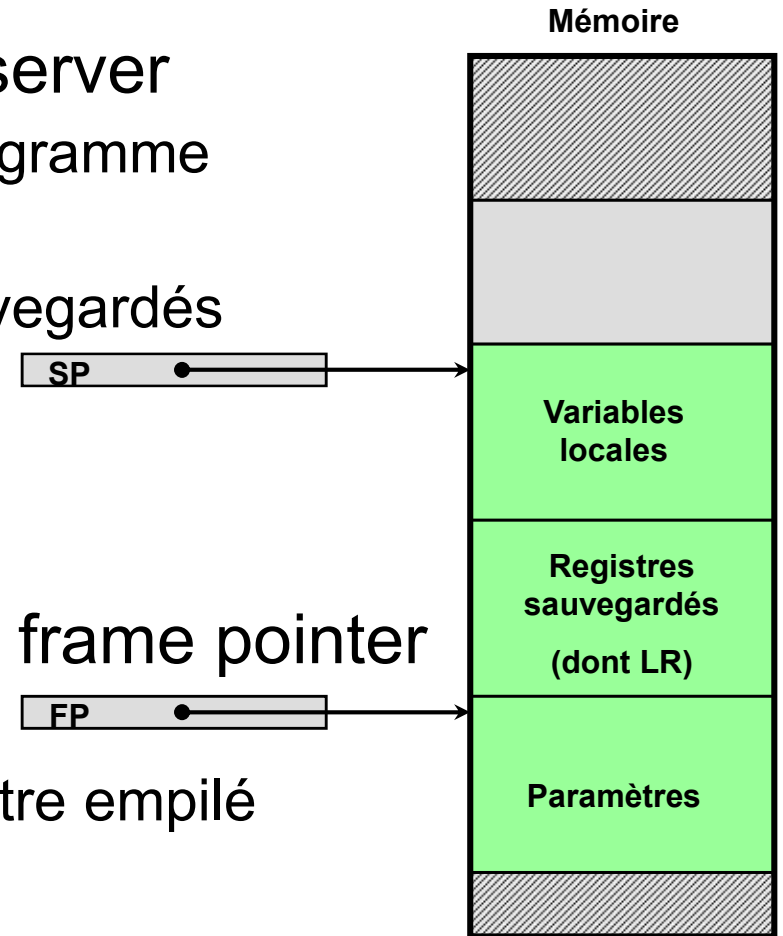 Mémoire
server
gramme
vegardés
SP
Variables
locales
Registres
sauvegardés
(dont LR)
frame pointer
FP
Paramètres
tre empilé